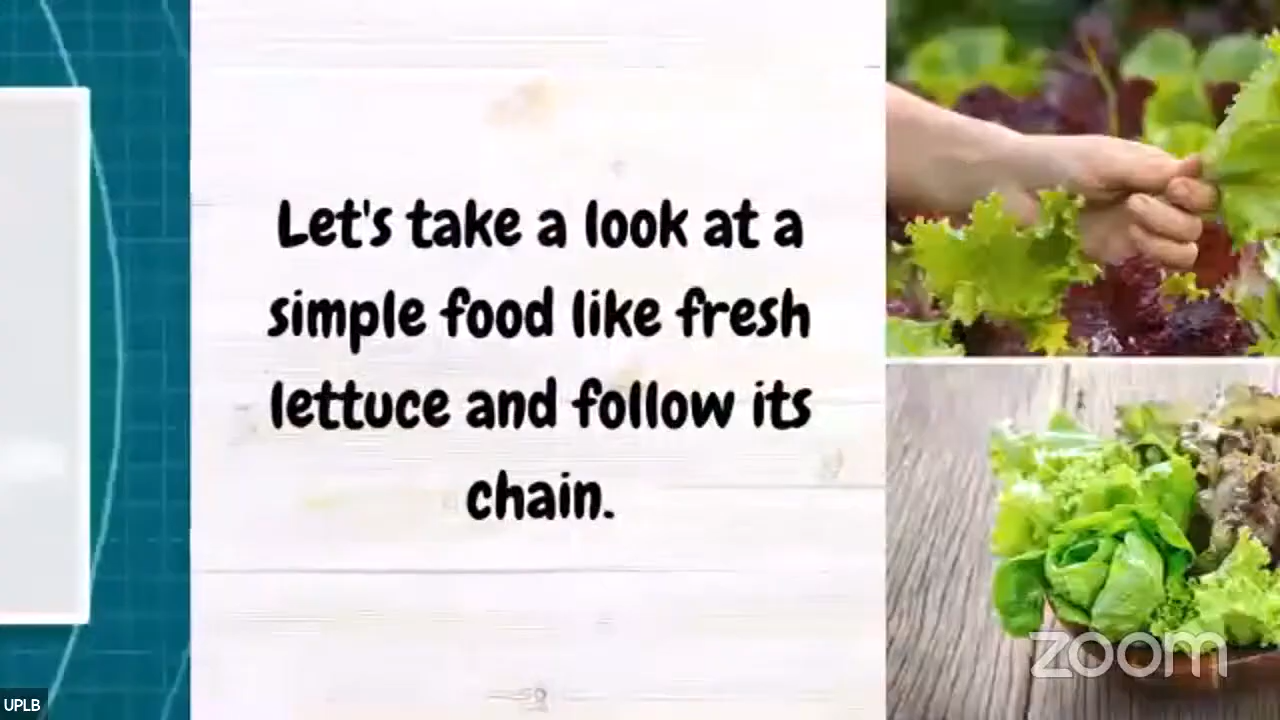 Let's take a look at a
simple food like fresh
lettuce and follow its
chain.
zoom
UPLB